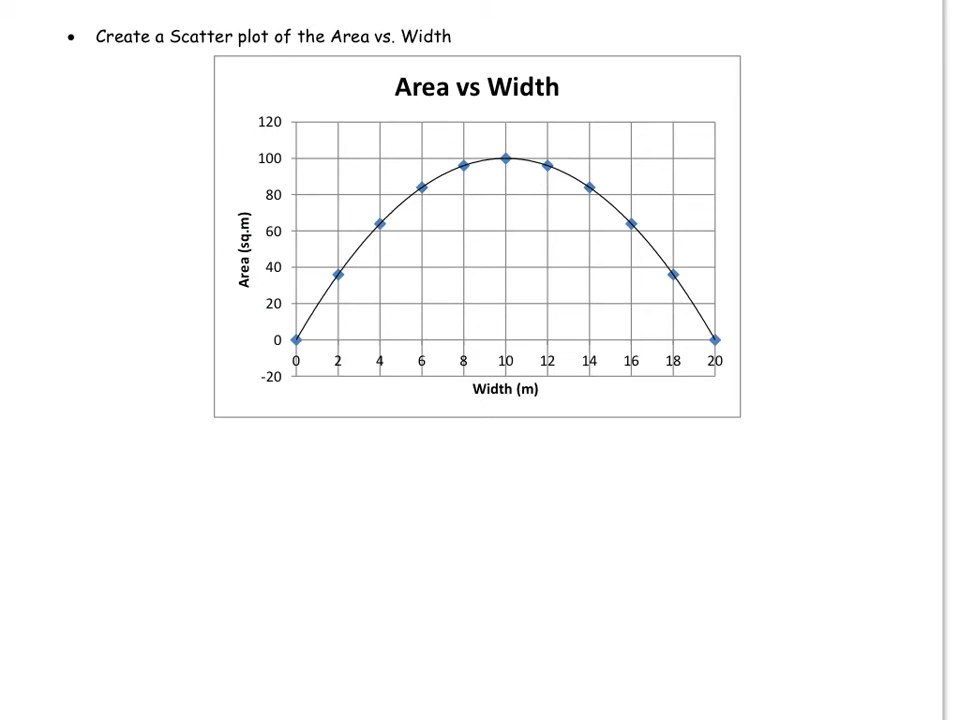 • Create a Scatter plot of the Area vs. Width
Area vs Width
120
100
80
60
40
20
0
-20
Area (sq.m)
0 2 4 6 8 10 12 14 16 18 20
Width (m)